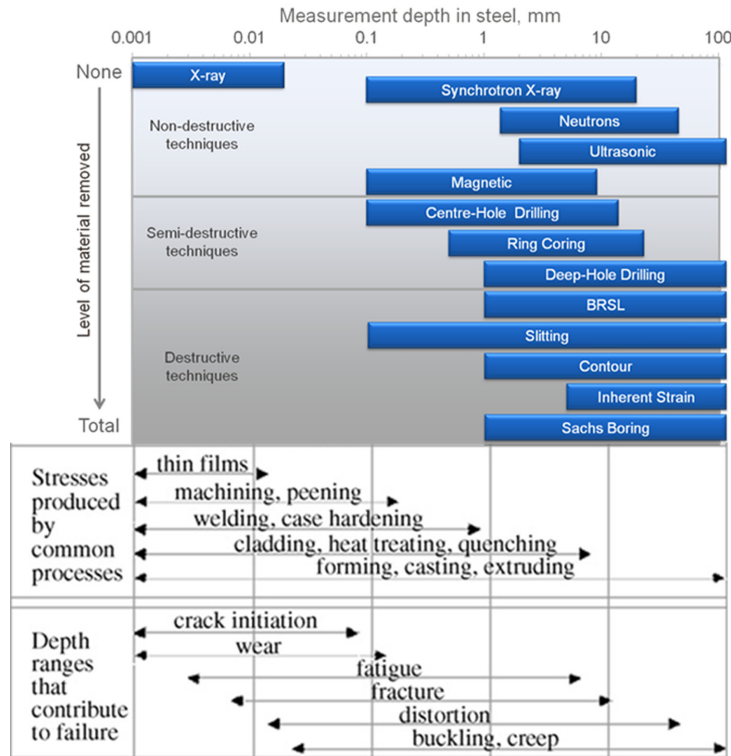 Measurement depth in steel, mm
0.001 0.01 0.1 1 10 100
None
Level of material removed
Total
X-ray
Synchrotron X-ray
Non-destructive
techniques
Neutrons
Ultrasonic
Magnetic
Semi-destructive
techniques
Centre-Hole Drilling
Ring Coring
Deep-Hole Drilling
BRSL
Slitting
Destructive
techniques
Contour
Inherent Strain
Sachs Boring
Stresses
produced
by
common
processes
thin films
machining, peening
welding, case hardening
cladding, heat treating, quenching
forming, casting, extruding
Depth
ranges
that
contribute
to failure
crack initiation
wear
fatigue
fracture
distortion
buckling, creep